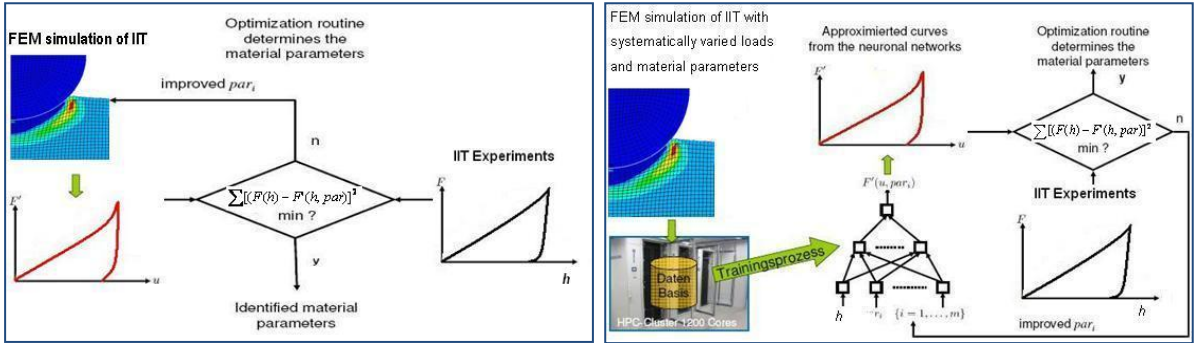 Optimization routine
determines the
material parameters
FEM simulation of IIT
improved par_i
n
IIT Experiments
F'
u
∑[(F(h) – F'(h, par)]²
min ?
F
h
y
Identified material
parameters
FEM simulation of IIT with
systematically varied loads
and material parameters
Approximierted curves
from the neuronal networks
Optimization routine
determines the
material parameters
F'
u
y
n
∑[(F(h) – F'(h, par)]²
min ?
F'(u, par_i)
IIT Experiments
Trainingsprozess
Daten
Basis
HPC-Cluster 1200 Cores
h
{i = 1, . . . , m}
F
h
improved par_i